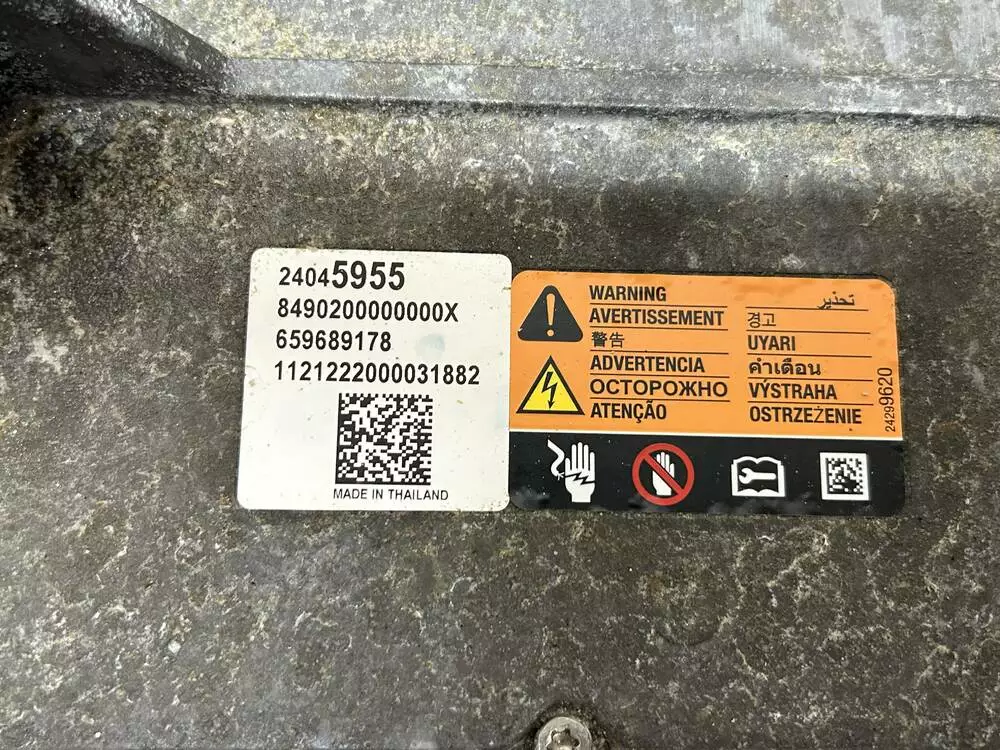 24045955
8490200000000X
659689178
1121222000031882
MADE IN THAILAND
WARNING
AVERTISSEMENT
警告
ADVERTENCIA
ОСТОРОЖНО
ATENÇÃO
تحذير
경고
UYARI
คำเตือน
VÝSTRAHA
OSTRZEŻENIE
24299620